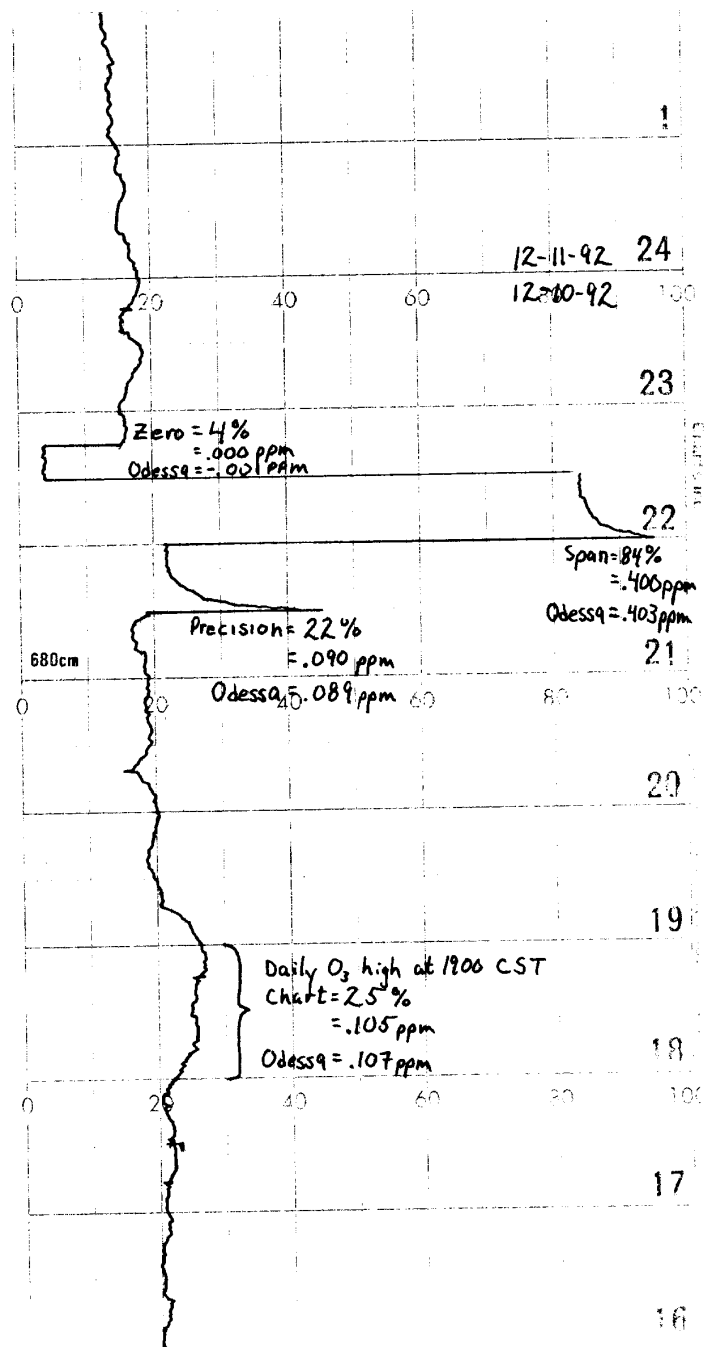 1
12-11-92 24
0 20 40 60 80 100
12-10-92
23
Zero = 4%
= .000 ppm
Odessa = -.001 ppm
22
Span = 84%
= .400 ppm
Odessa = .403 ppm
Precision = 22%
= .090 ppm
Odessa = .089 ppm
21
680cm
0 20 40 60 80 100
20
19
Daily O3 high at 1900 CST
Chart = 25%
= .105 ppm
Odessa = .107 ppm
18
0 20 40 60 80 100
17
16